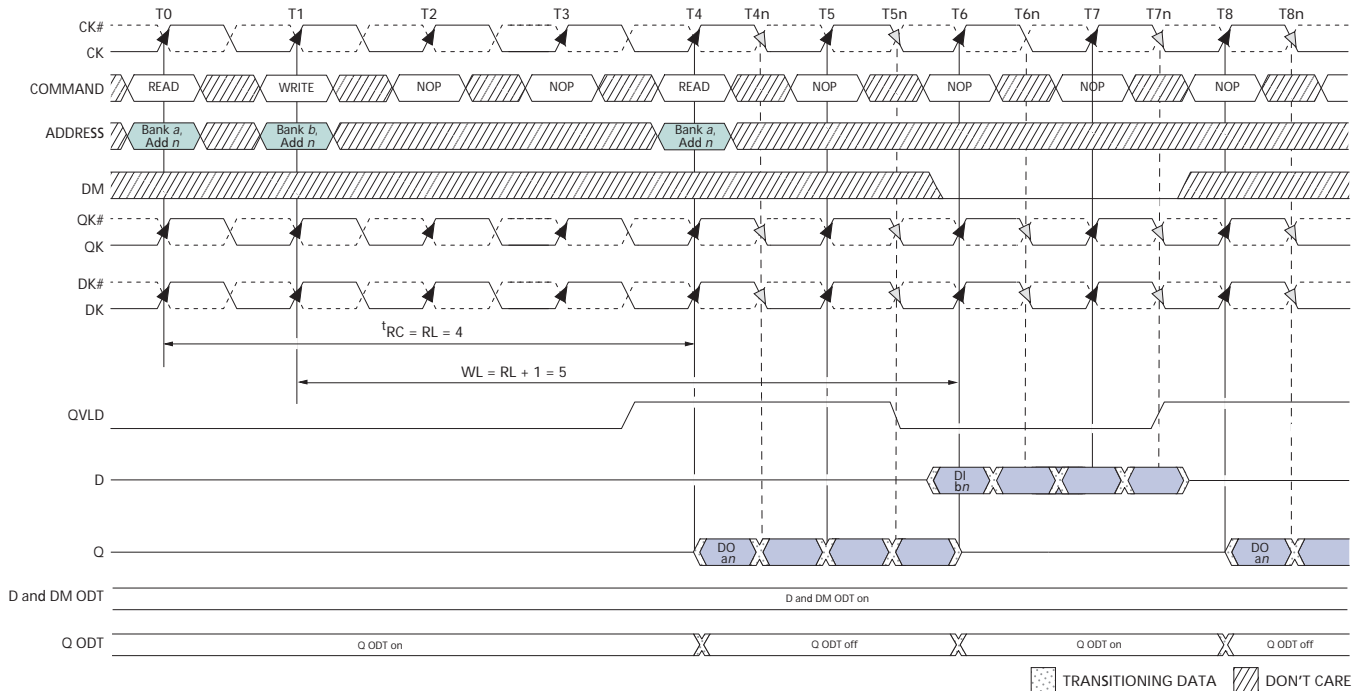 T0 T1 T2 T3 T4 T4n T5 T5n T6 T6n T7 T7n T8 T8n
CK#
CK
COMMAND READ WRITE NOP NOP READ NOP NOP NOP NOP
ADDRESS Bank a, Add n Bank b, Add n Bank a, Add n
DM
QK#
QK
DK#
DK
tRC = RL = 4
WL = RL + 1 = 5
QVLD
D DI bn
Q DO an DO an
D and DM ODT D and DM ODT on
Q ODT Q ODT on Q ODT off Q ODT on Q ODT off
TRANSITIONING DATA DON'T CARE